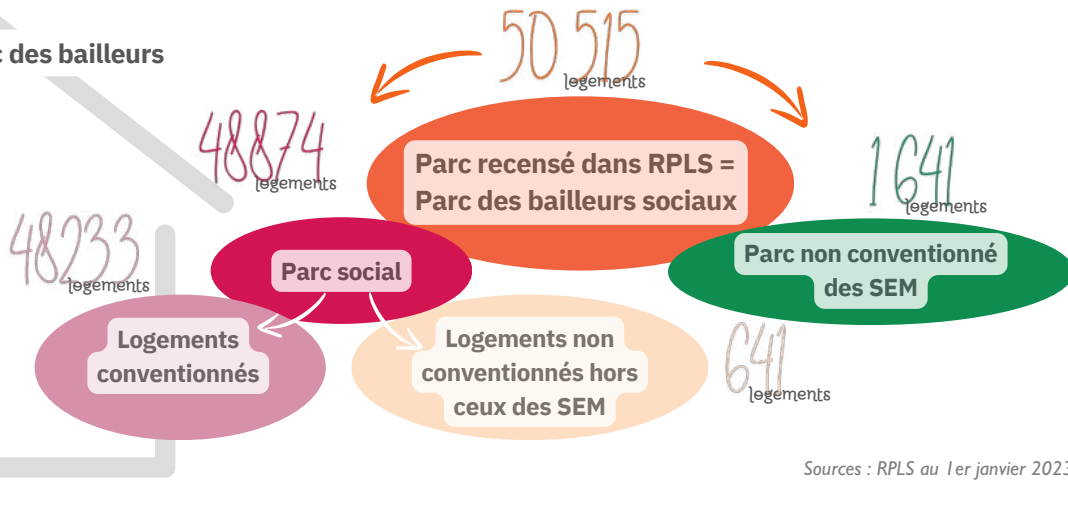 des bailleurs
50 515
logements
48874
logements
Parc recensé dans RPLS =
Parc des bailleurs sociaux
1 641
logements
48233
logements
Parc social
Parc non conventionné
des SEM
Logements
conventionnés
Logements non
conventionnés hors
ceux des SEM
641
logements
Sources : RPLS au 1er janvier 2023